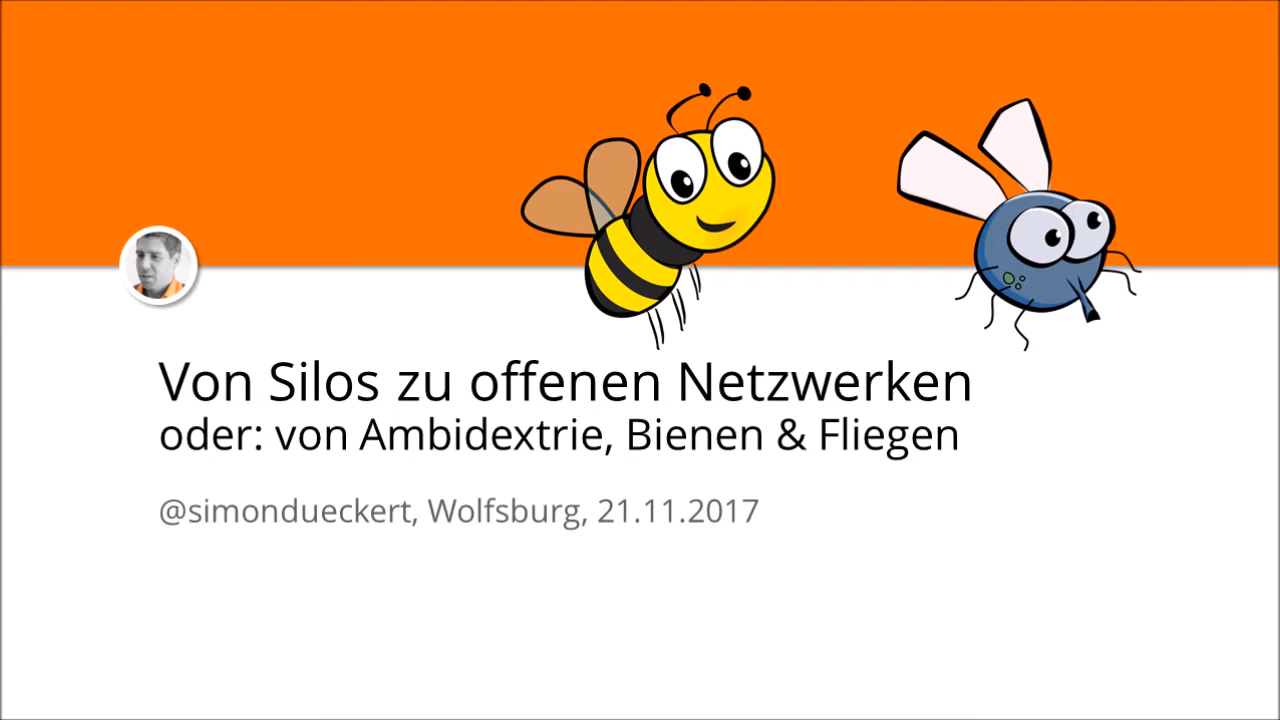 Von Silos zu offenen Netzwerken
oder: von Ambidextrie, Bienen & Fliegen
@simondueckert, Wolfsburg, 21.11.2017